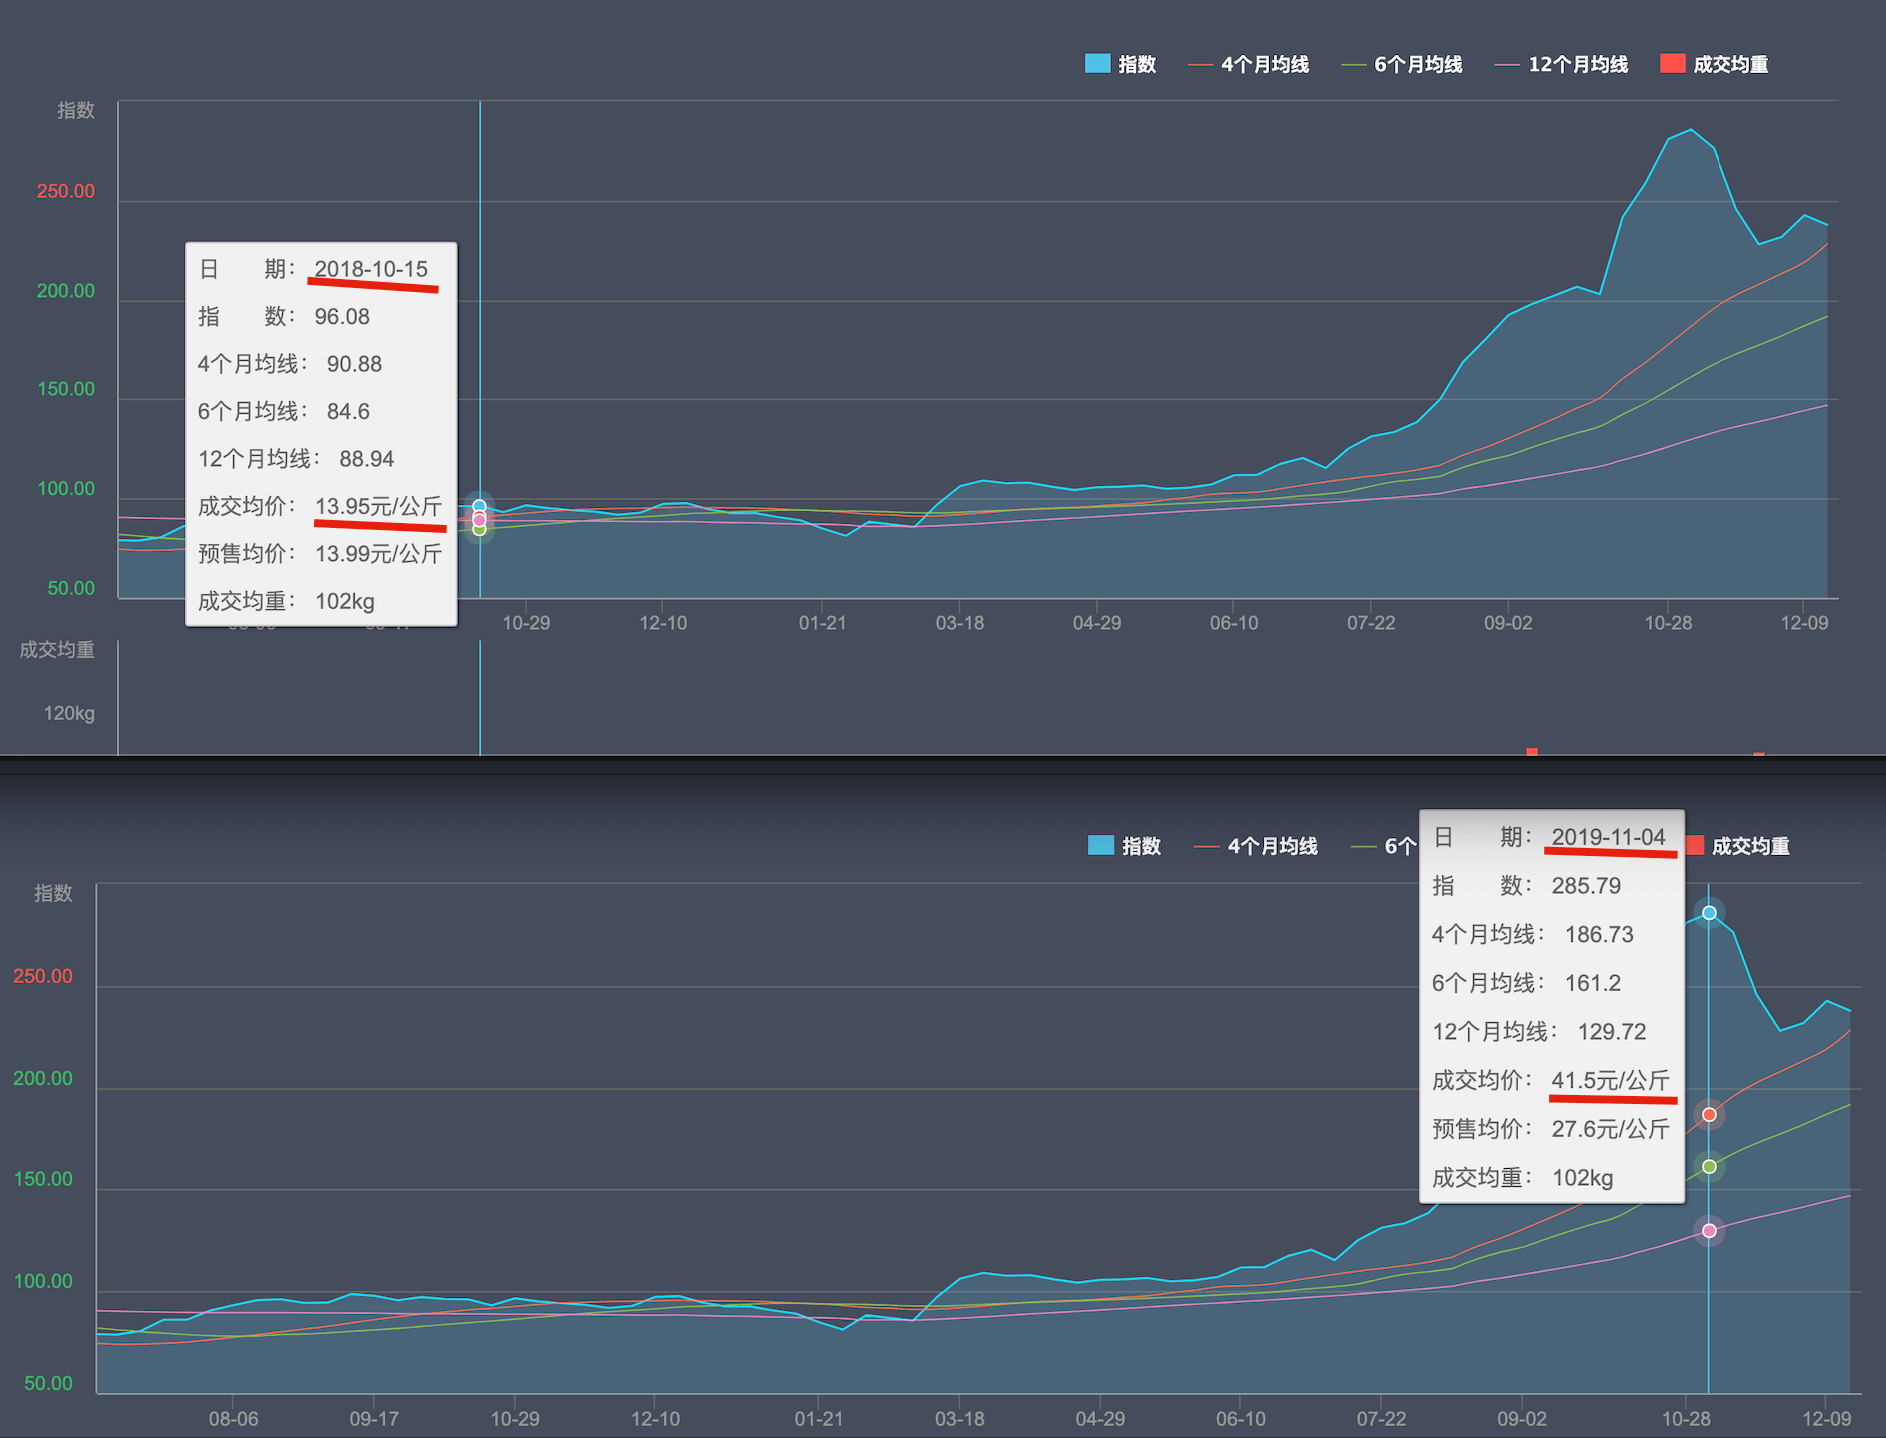 指数 4个月均线 6个月均线 12个月均线 成交均重
指数
250.00
200.00
150.00
100.00
50.00
日 期： 2018-10-15
指 数： 96.08
4个月均线： 90.88
6个月均线： 84.6
12个月均线： 88.94
成交均价： 13.95元/公斤
预售均价： 13.99元/公斤
成交均重： 102kg
10-29 12-10 01-21 03-18 04-29 06-10 07-22 09-02 10-28 12-09
成交均重
120kg
指数 4个月均线 6个 成交均重
日 期： 2019-11-04
指 数： 285.79
4个月均线： 186.73
6个月均线： 161.2
12个月均线： 129.72
成交均价： 41.5元/公斤
预售均价： 27.6元/公斤
成交均重： 102kg
指数
250.00
200.00
150.00
100.00
50.00
08-06 09-17 10-29 12-10 01-21 03-18 04-29 06-10 07-22 09-02 10-28 12-09